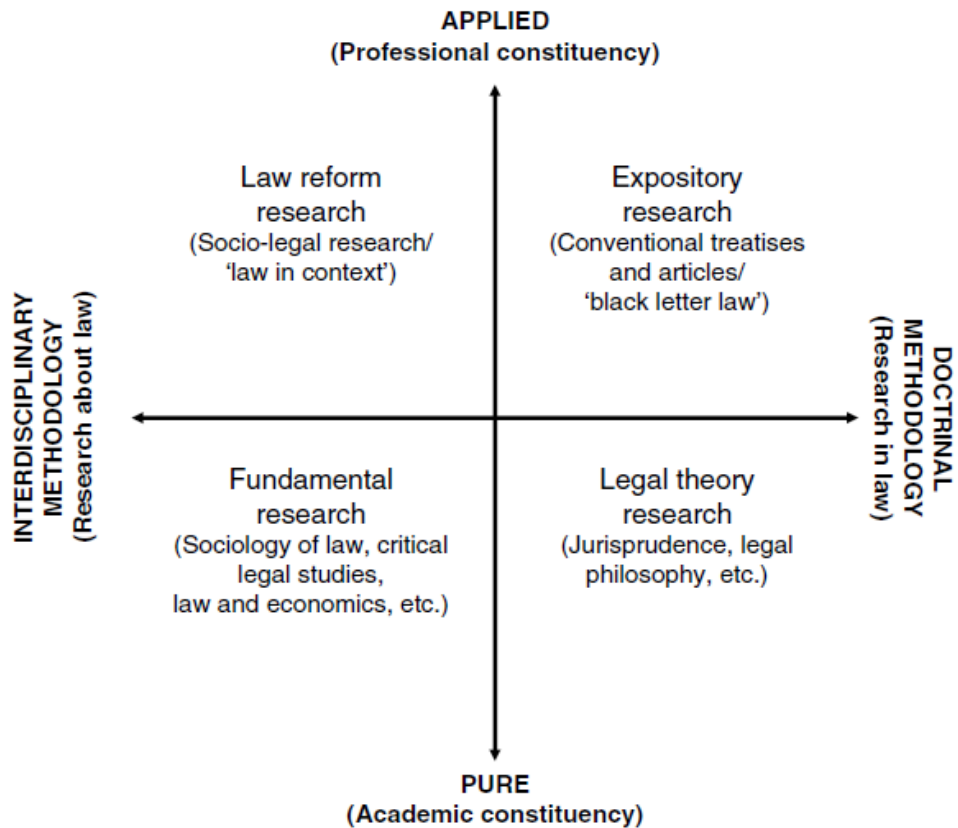 APPLIED
(Professional constituency)
Law reform
research
(Socio-legal research/
‘law in context’)
Expository
research
(Conventional treatises
and articles/
‘black letter law’)
INTERDISCIPLINARY
METHODOLOGY
(Research about law)
DOCTRINAL
METHODOLOGY
(Research in law)
Fundamental
research
(Sociology of law, critical
legal studies,
law and economics, etc.)
Legal theory
research
(Jurisprudence, legal
philosophy, etc.)
PURE
(Academic constituency)